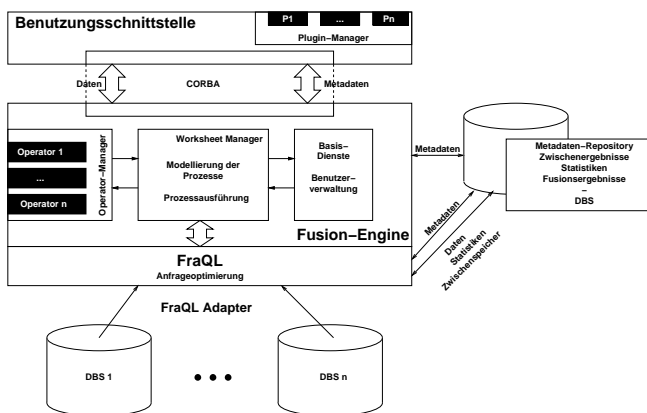 Benutzungsschnittstelle
P1
...
Pn
Plugin−Manager
Daten
CORBA
Metadaten
Operator 1
...
Operator n
Operator−Manager
Worksheet Manager
Modellierung der
Prozesse
Prozessausführung
Basis−
Dienste
Benutzer−
verwaltung
Fusion−Engine
Metadaten
Metadaten−Repository
Zwischenergebnisse
Statistiken
Fusionsergebnisse
−
DBS
Metadaten
Daten
Statistiken
Zwischenspeicher
FraQL
Anfrageoptimierung
FraQL Adapter
DBS 1
DBS n